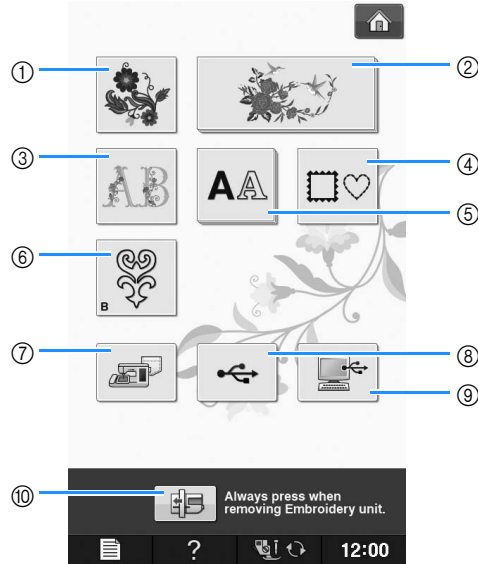 ①
②
③
AB
④
AA
⑤
⑥
B
⑦
⑧
⑨
⑩
Always press when
removing Embroidery unit.
?
12:00